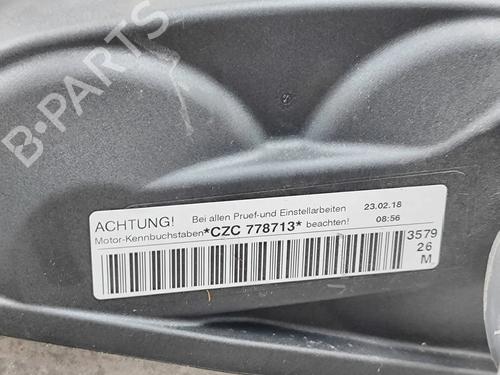 B-PARTS
ACHTUNG! Bei allen Pruef-und Einstellarbeiten 23.02.18
Motor-Kennbuchstaben *CZC 778713* beachten! 08:56
3579
26
M